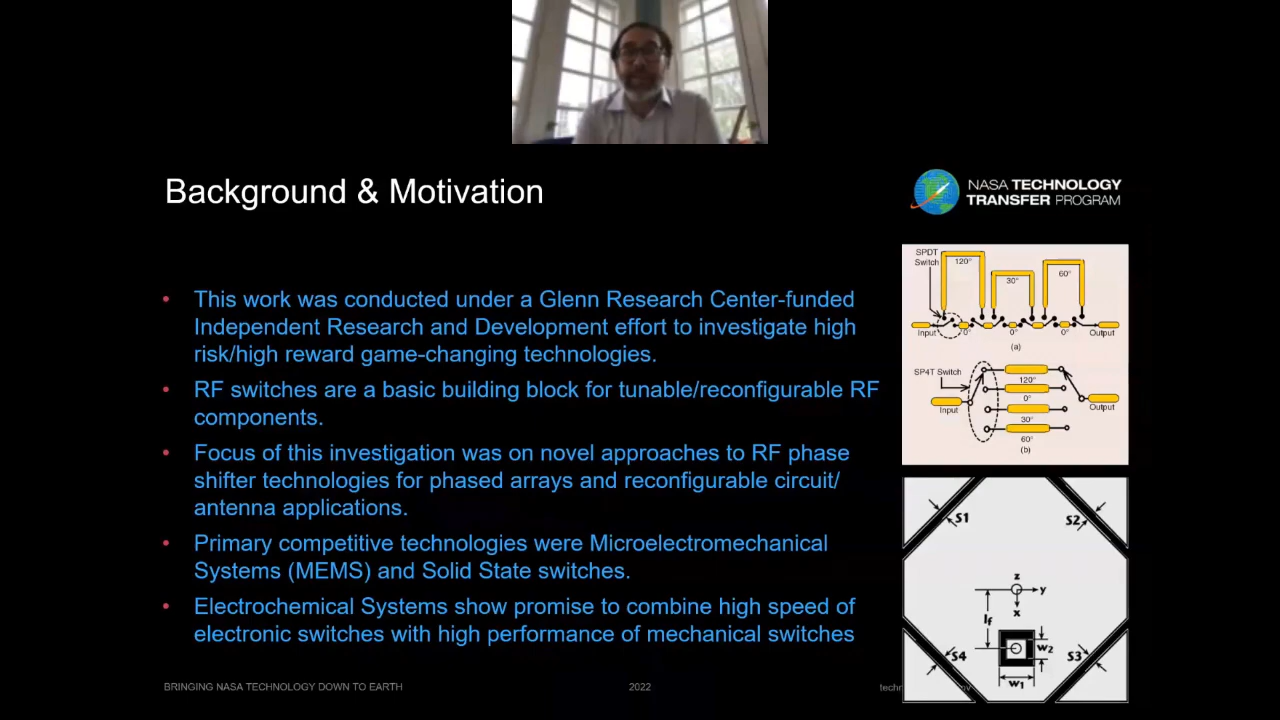 Background & Motivation
NASA TECHNOLOGY
TRANSFER PROGRAM
• This work was conducted under a Glenn Research Center-funded
Independent Research and Development effort to investigate high
risk/high reward game-changing technologies.
• RF switches are a basic building block for tunable/reconfigurable RF
components.
• Focus of this investigation was on novel approaches to RF phase
shifter technologies for phased arrays and reconfigurable circuit/
antenna applications.
• Primary competitive technologies were Microelectromechanical
Systems (MEMS) and Solid State switches.
• Electrochemical Systems show promise to combine high speed of
electronic switches with high performance of mechanical switches
SPDT
Switch
120°
30°
60°
Input
0°
0°
0°
Output
(a)
SP4T Switch
120°
Input
0°
Output
30°
60°
(b)
S1
S2
z
y
x
lf
S4
w2
S3
w1
BRINGING NASA TECHNOLOGY DOWN TO EARTH
2022